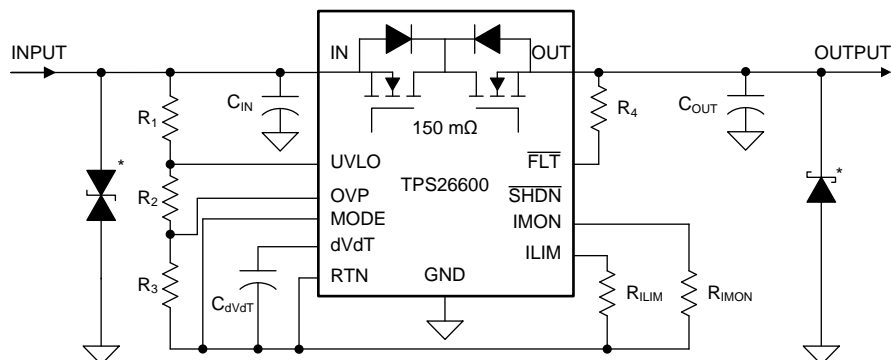 INPUT
IN
OUT
OUTPUT
*
R1
CIN
150 mΩ
R4
COUT
*
UVLO
FLT
R2
OVP
TPS26600
SHDN
MODE
IMON
dVdT
ILIM
R3
CdVdT
RTN
GND
RILIM
RIMON